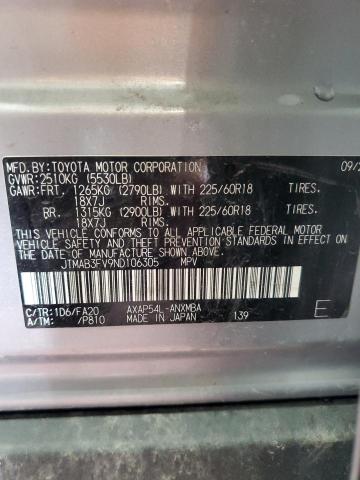 MFD.BY:TOYOTA MOTOR CORPORATION 09/2
GVWR:2510KG (5530LB)
GAWR:FRT. 1265KG (2790LB) WITH 225/60R18 TIRES.
18X7J RIMS.
RR. 1315KG (2900LB) WITH 225/60R18 TIRES.
18X7J RIMS.
THIS VEHICLE CONFORMS TO ALL APPLICABLE FEDERAL MOTOR
VEHICLE SAFETY, BUMPER, AND THEFT PREVENTION STANDARDS
IN EFFECT ON THE DATE OF MANUFACTURE SHOWN ABOVE.
JTMAB3FV9ND106305 MPV
C/TR:1D6/FA20 AXAP54L-ANXMBA
A/TM: /P810 MADE IN JAPAN 139 E